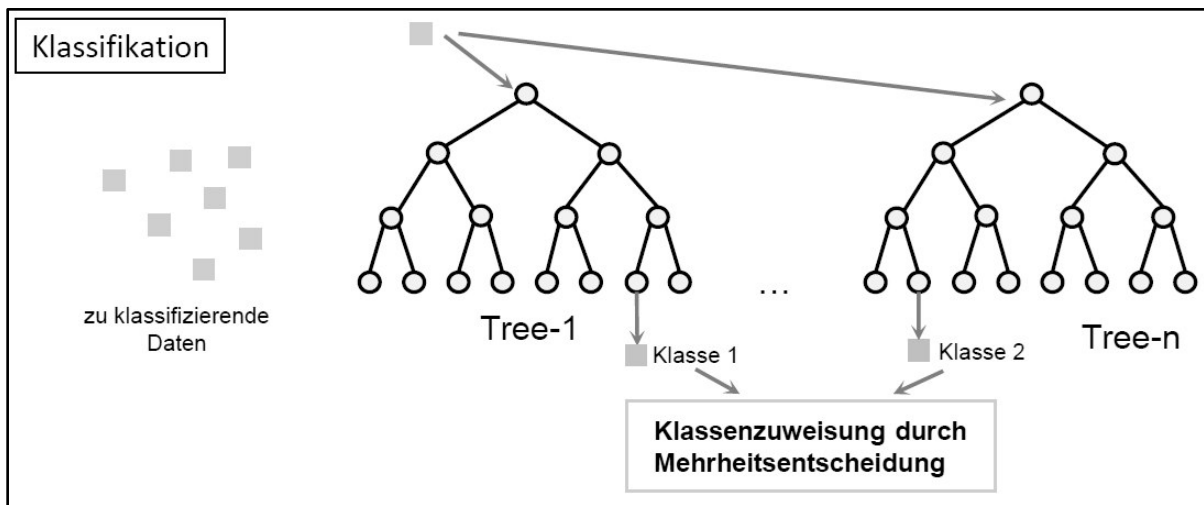 Klassifikation
zu klassifizierende
Daten
Tree-1
...
Tree-n
Klasse 1
Klasse 2
Klassenzuweisung durch
Mehrheitsentscheidung